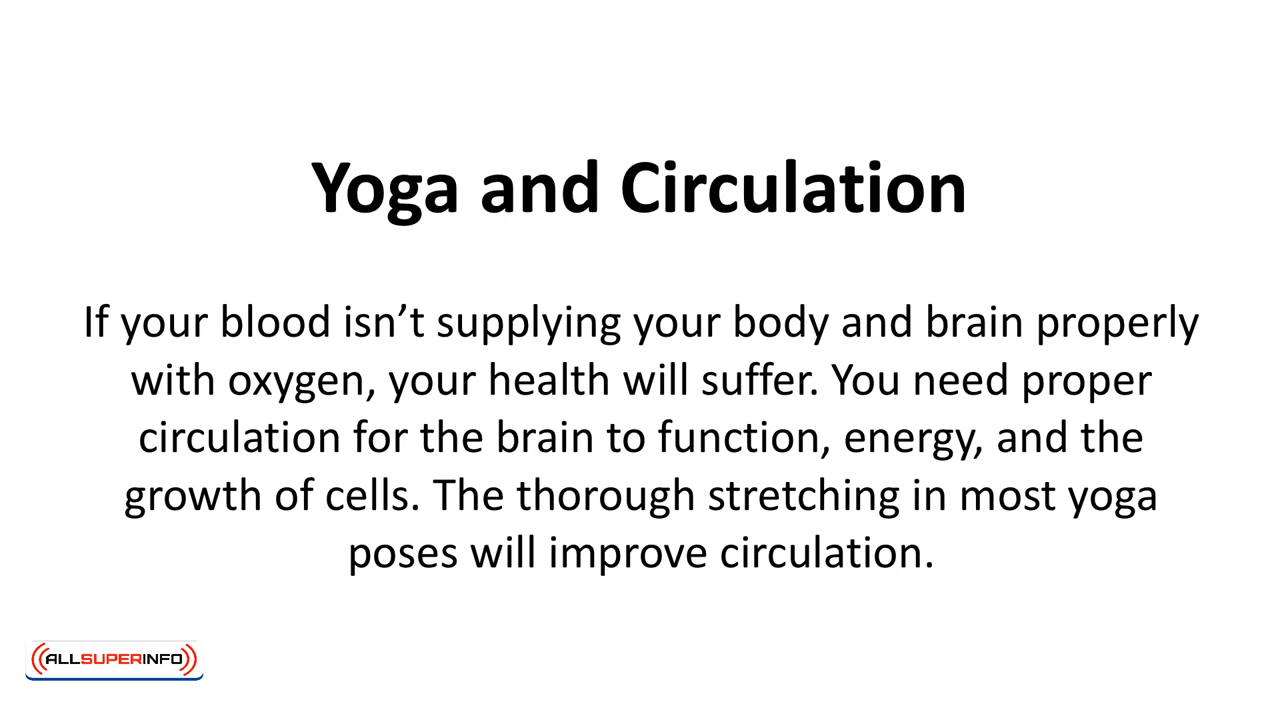 Yoga and Circulation
If your blood isn’t supplying your body and brain properly
with oxygen, your health will suffer. You need proper
circulation for the brain to function, energy, and the
growth of cells. The thorough stretching in most yoga
poses will improve circulation.
ALLSUPERINFO